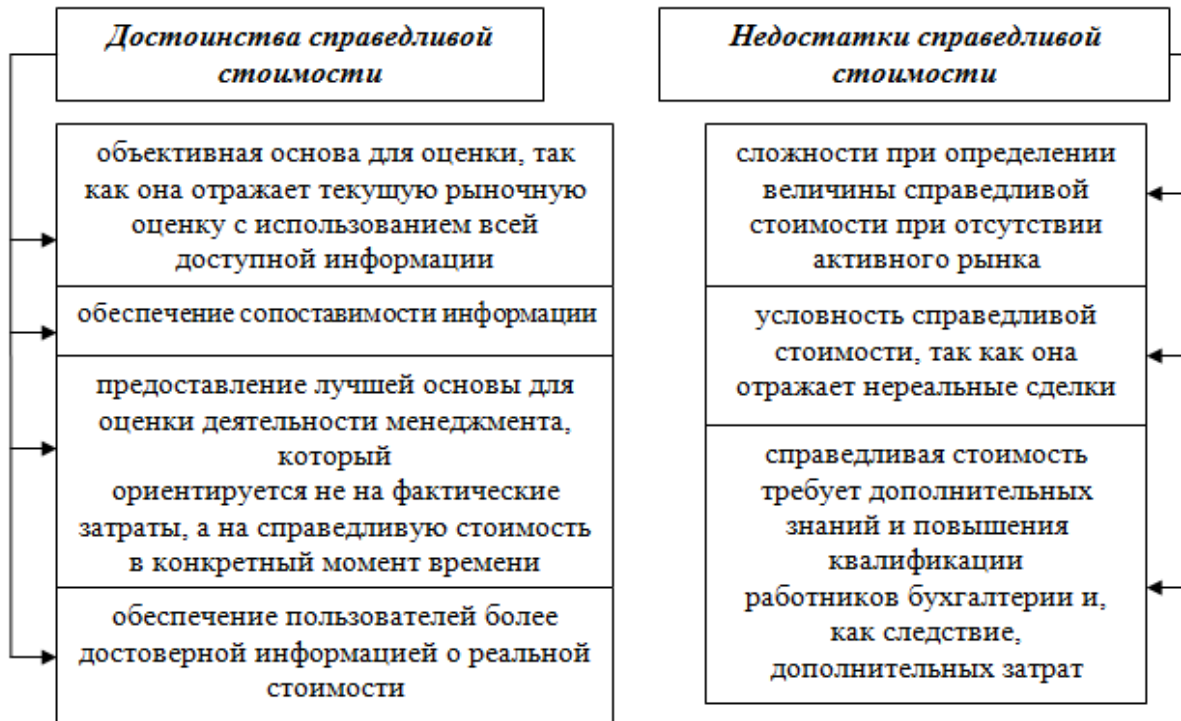 Достоинства справедливой
стоимости
объективная основа для оценки, так
как она отражает текущую рыночную
оценку с использованием всей
доступной информации
обеспечение сопоставимости информации
предоставление лучшей основы для
оценки деятельности менеджмента,
который
ориентируется не на фактические
затраты, а на справедливую стоимость
в конкретный момент времени
обеспечение пользователей более
достоверной информацией о реальной
стоимости
Недостатки справедливой
стоимости
сложности при определении
величины справедливой
стоимости при отсутствии
активного рынка
условность справедливой
стоимости, так как она
отражает нереальные сделки
справедливая стоимость
требует дополнительных
знаний и повышения
квалификации
работников бухгалтерии и,
как следствие,
дополнительных затрат